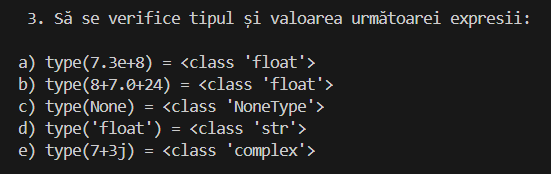 3. Să se verifice tipul și valoarea următoarei expresii:
a) type(7.3e+8) = <class 'float'>
b) type(8+7.0+24) = <class 'float'>
c) type(None) = <class 'NoneType'>
d) type('float') = <class 'str'>
e) type(7+3j) = <class 'complex'>